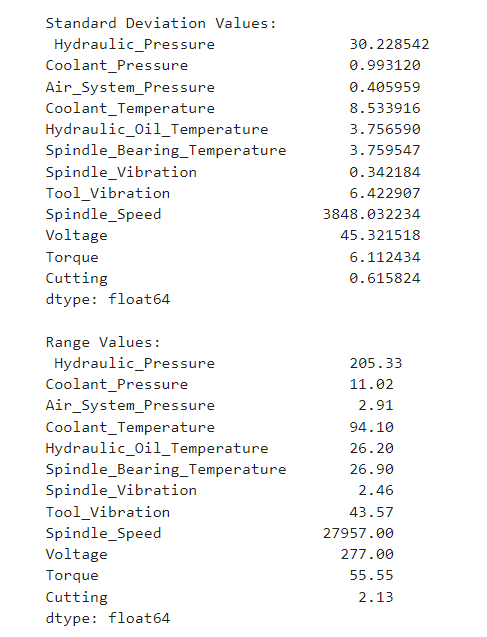 Standard Deviation Values:
 Hydraulic_Pressure               30.228542
Coolant_Pressure                  0.993120
Air_System_Pressure               0.405959
Coolant_Temperature               8.533916
Hydraulic_Oil_Temperature         3.756590
Spindle_Bearing_Temperature       3.759547
Spindle_Vibration                 0.342184
Tool_Vibration                    6.422907
Spindle_Speed                  3848.032234
Voltage                          45.321518
Torque                            6.112434
Cutting                           0.615824
dtype: float64

Range Values:
 Hydraulic_Pressure               205.33
Coolant_Pressure                 11.02
Air_System_Pressure               2.91
Coolant_Temperature              94.10
Hydraulic_Oil_Temperature        26.20
Spindle_Bearing_Temperature      26.90
Spindle_Vibration                 2.46
Tool_Vibration                   43.57
Spindle_Speed                 27957.00
Voltage                         277.00
Torque                           55.55
Cutting                           2.13
dtype: float64